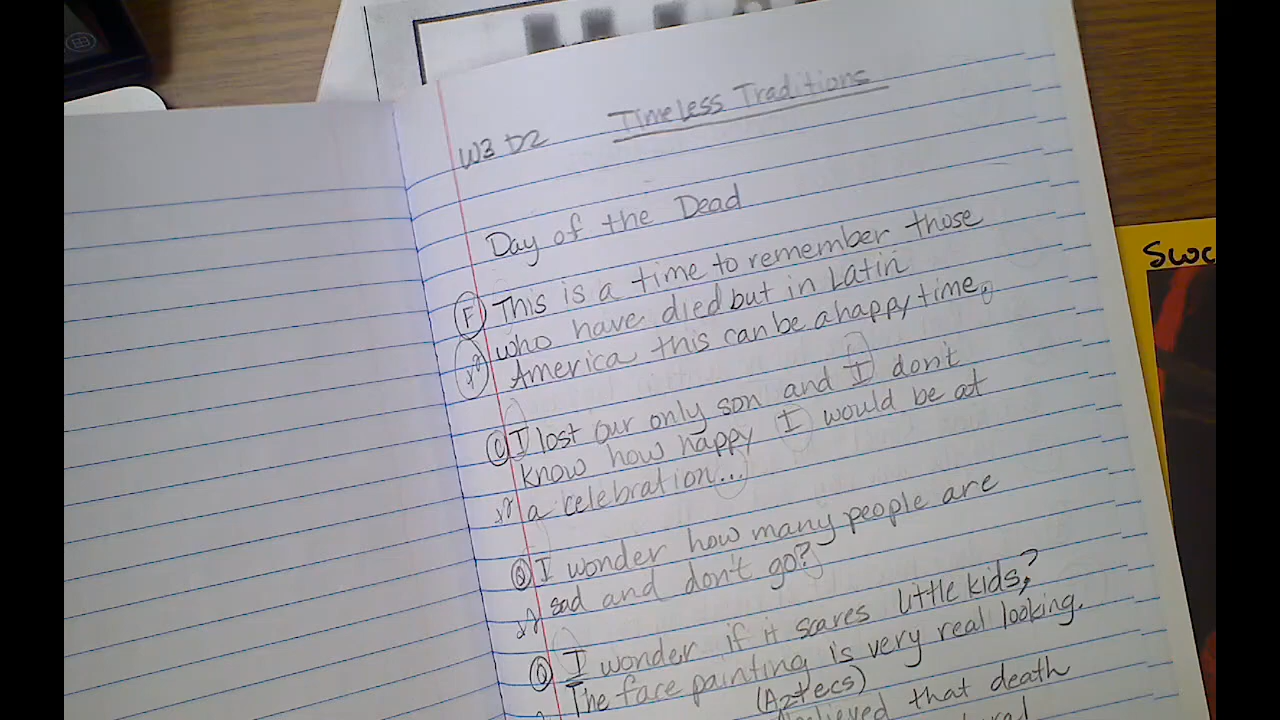 Timeless Traditions
W3 D2
Day of the Dead
F This is a time to remember those
who have died but in Latin
America this can be a happy time.
C I lost our only son and I don't
know how happy I would be at
a celebration...
Q I wonder how many people are
sad and don't go?
Q I wonder if it scares little kids?
The face painting is very real looking.
(Aztecs)
believed that death
Swoc